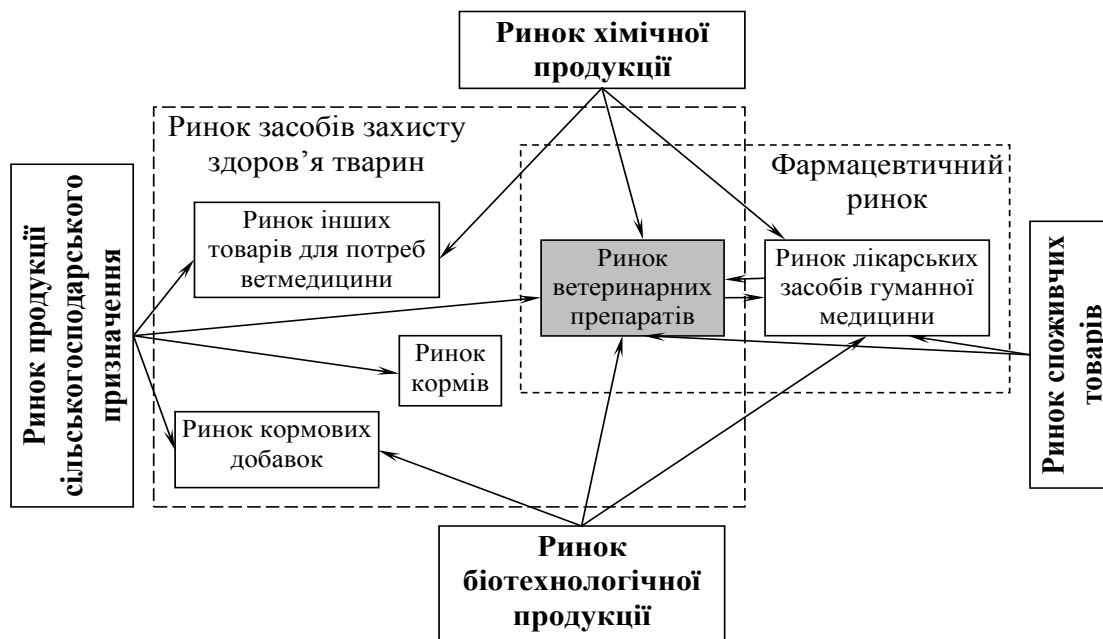 Ринок хімічної
продукції
Ринок засобів захисту
здоров’я тварин
Фармацевтичний
ринок
Ринок продукції
сільськогосподарського
призначення
Ринок інших
товарів для потреб
ветмедицини
Ринок
ветеринарних
препаратів
Ринок лікарських
засобів гуманної
медицини
Ринок споживчих
товарів
Ринок
кормів
Ринок кормових
добавок
Ринок
біотехнологічної
продукції